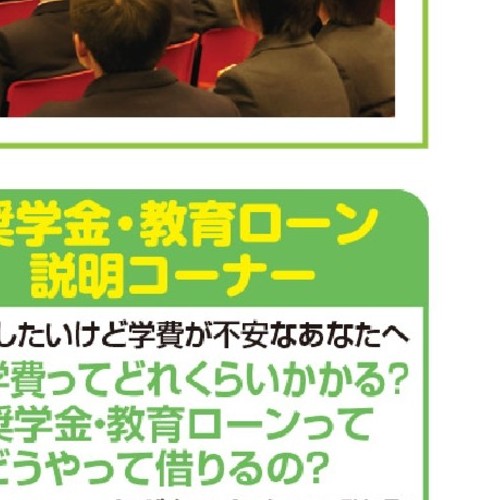 奨学金・教育ローン
説明コーナー
したいけど学費が不安なあなたへ
学費ってどれくらいかかる?
奨学金・教育ローンって
どうやって借りるの?